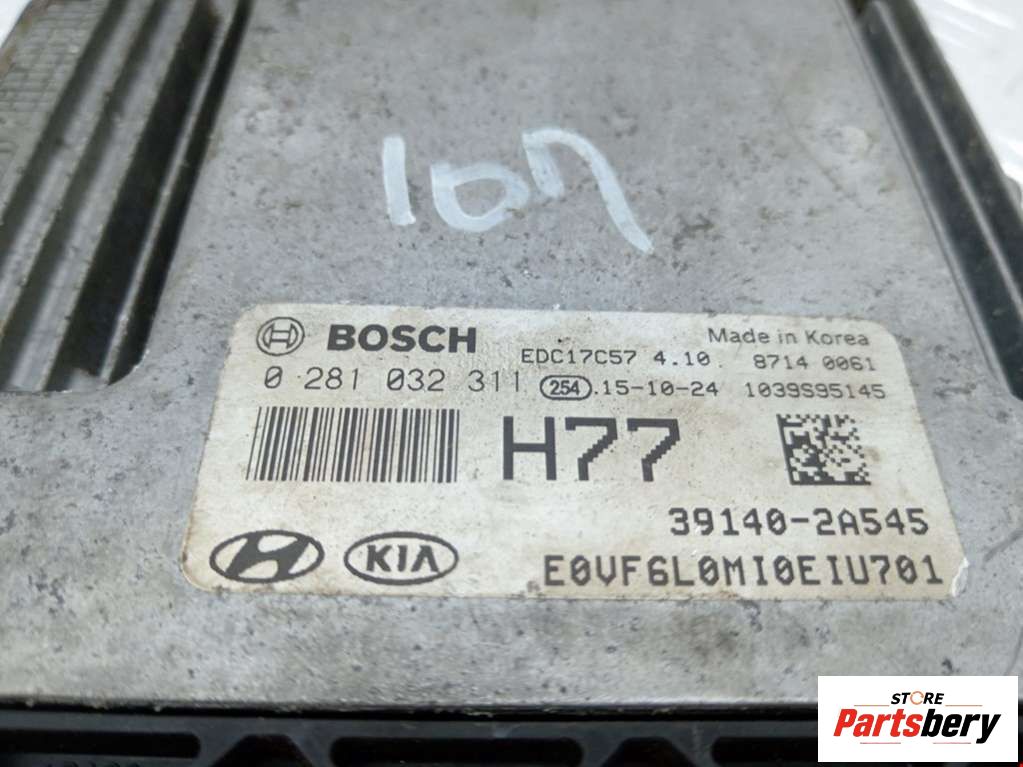 107
BOSCH
Made in Korea
EDC17C57 4.10. 8714 0061
0 281 032 311 254 .15-10-24 1039S95145
H77
39140-2A545
KIA
E0VF6L0MI0EIU701
STORE
Partsbery